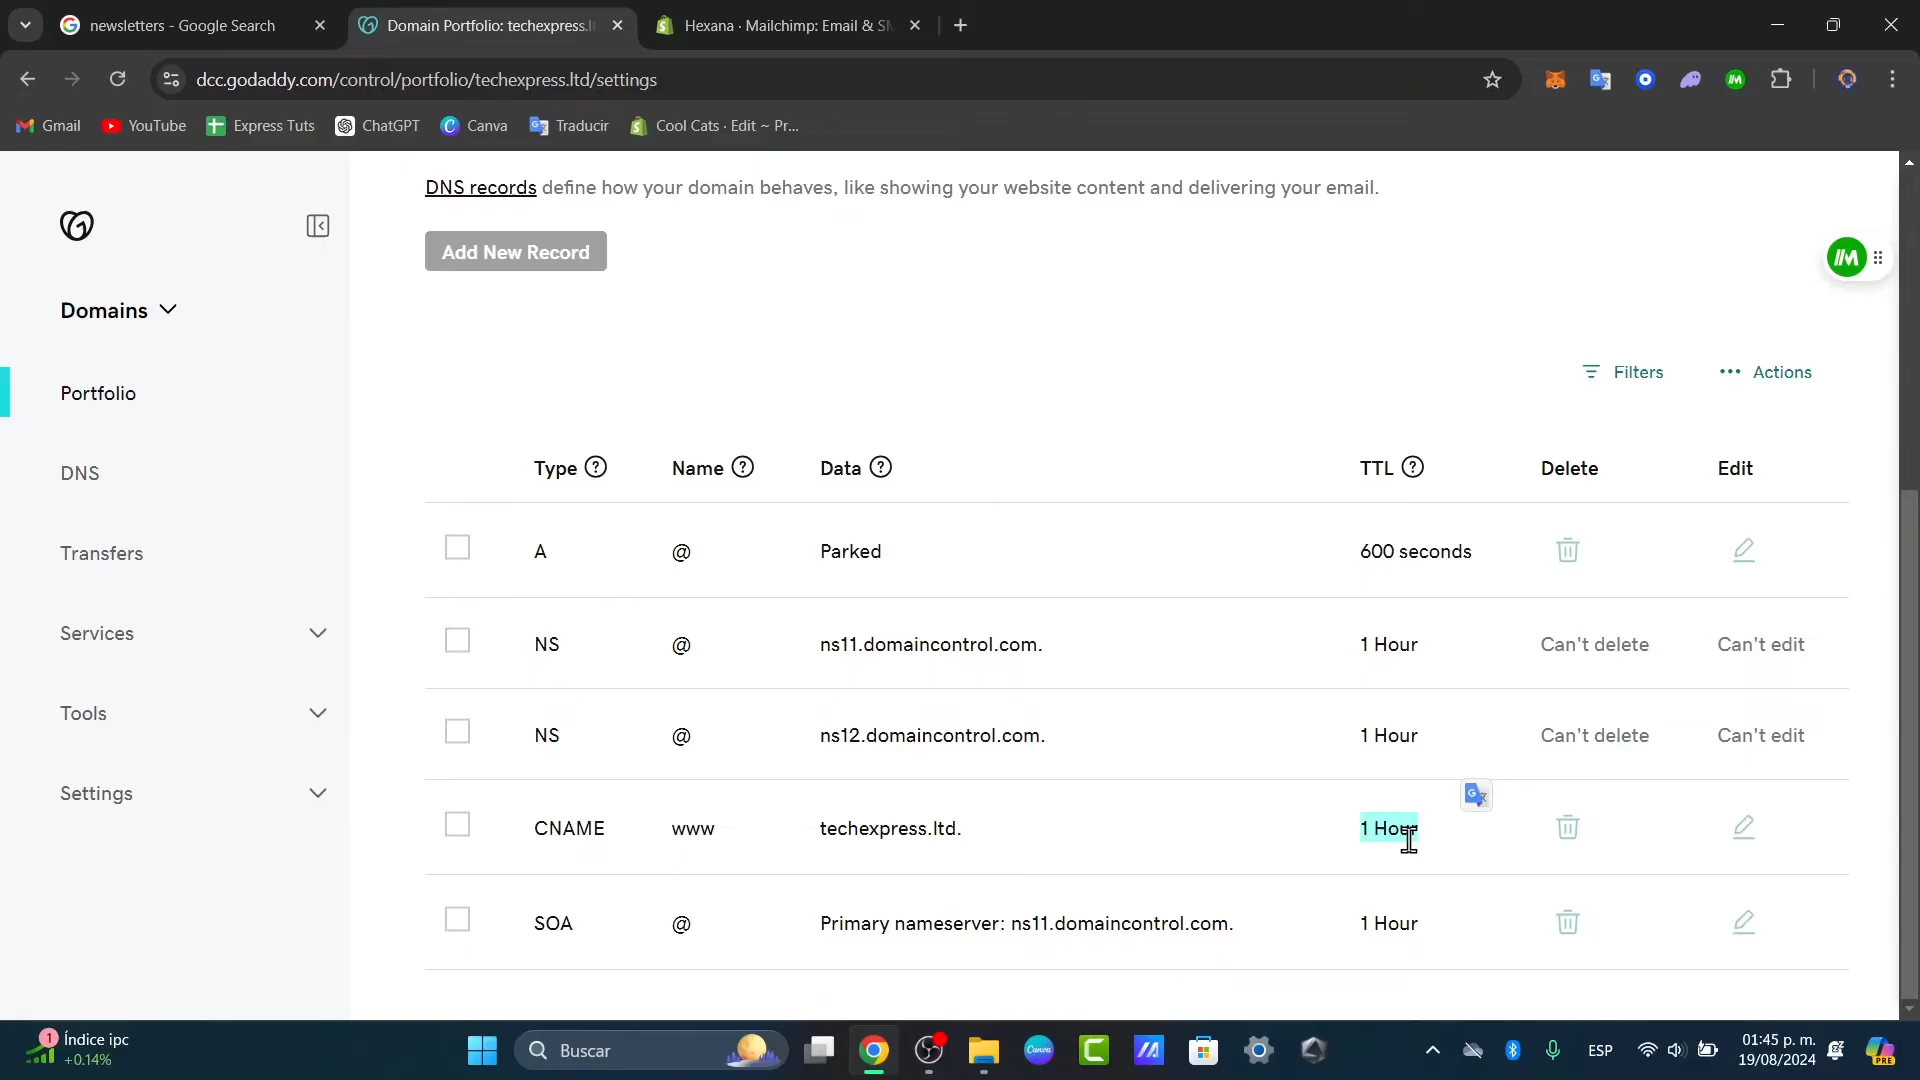 newsletters - Google Search
Domain Portfolio: techexpress.lt
Hexana · Mailchimp: Email & SM
dcc.godaddy.com/control/portfolio/techexpress.ltd/settings
Gmail
YouTube
Express Tuts
ChatGPT
Canva
Traducir
Cool Cats · Edit ~ Pr...
DNS records define how your domain behaves, like showing your website content and delivering your email.
Add New Record
Domains
Portfolio
DNS
Transfers
Services
Tools
Settings
Filters
Actions
Type Name Data TTL Delete Edit
A @ Parked 600 seconds
NS @ ns11.domaincontrol.com. 1 Hour Can't delete Can't edit
NS @ ns12.domaincontrol.com. 1 Hour Can't delete Can't edit
CNAME www techexpress.ltd. 1 Hour
SOA @ Primary nameserver: ns11.domaincontrol.com. 1 Hour
1
Índice ipc
+0.14%
Buscar
Canva
ESP
01:45 p. m.
19/08/2024
PRE